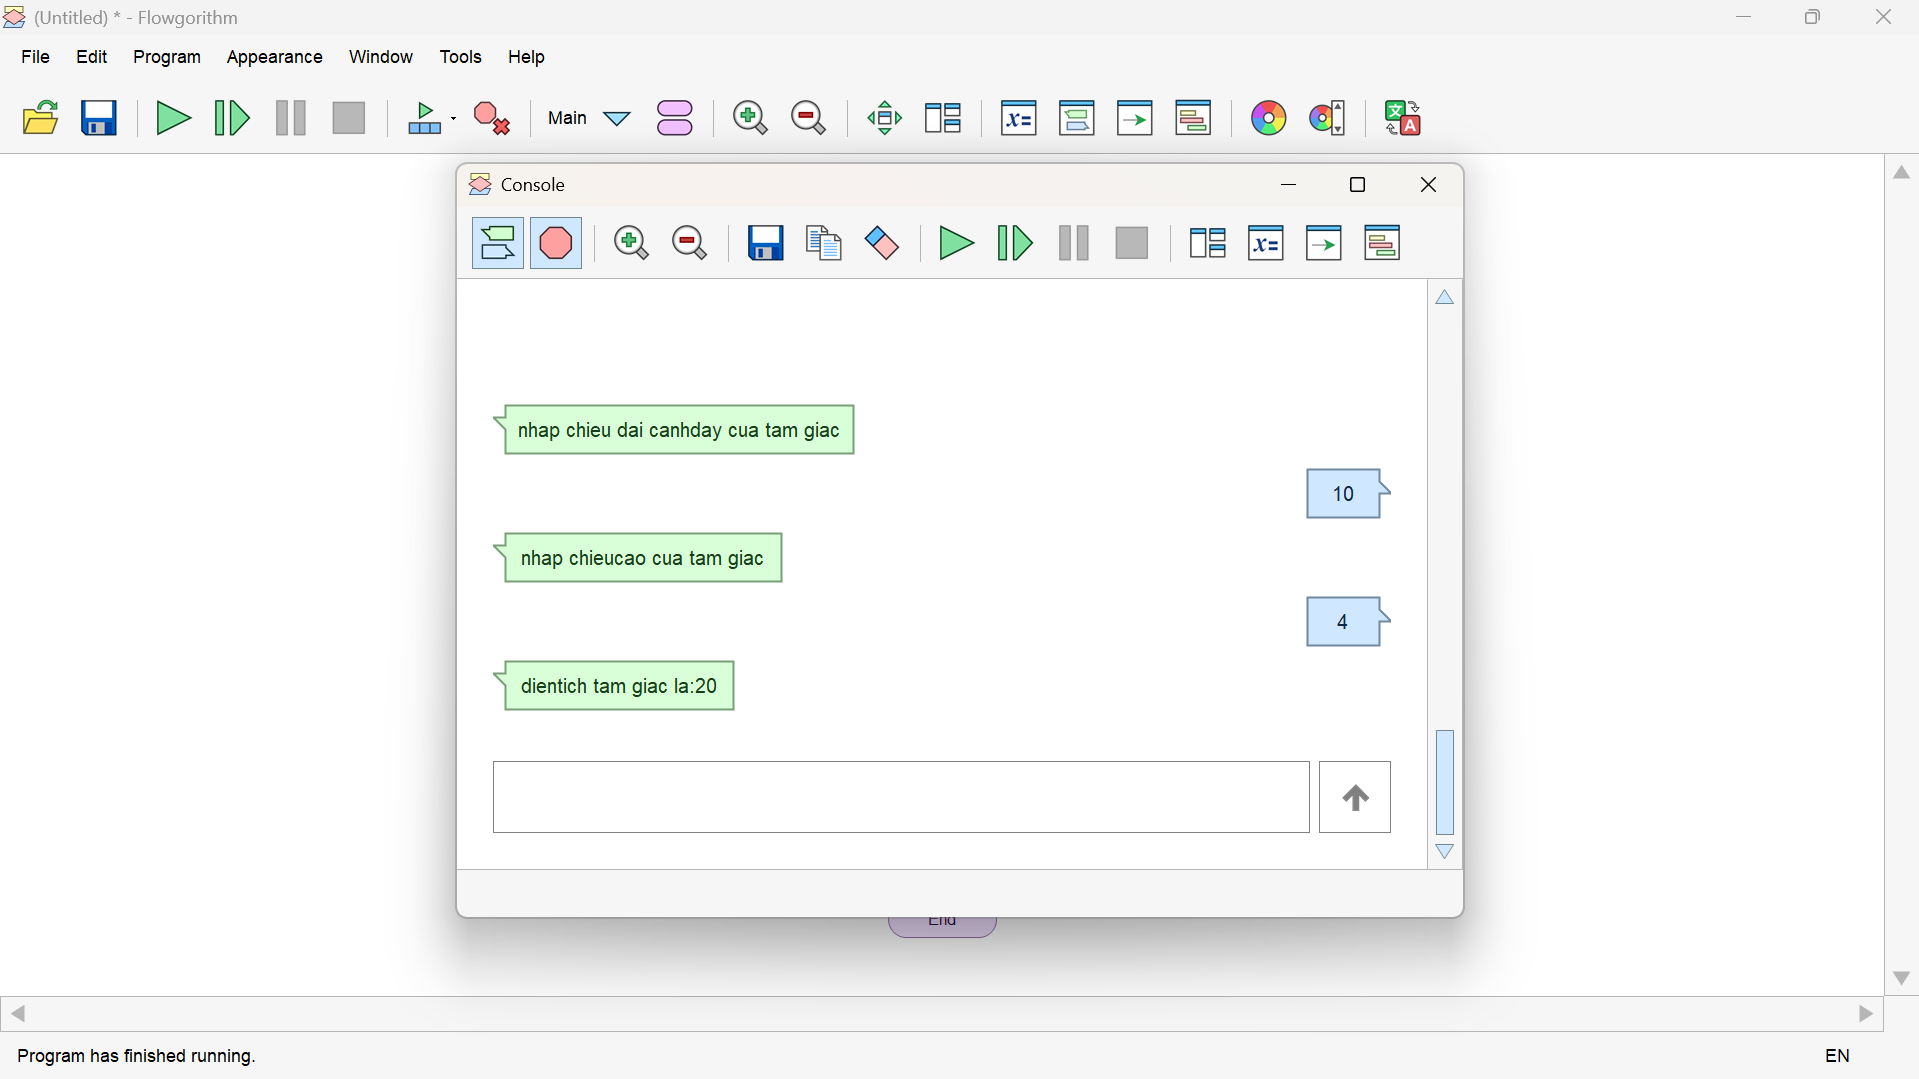 (Untitled) * - Flowgorithm
File Edit Program Appearance Window Tools Help
Main
Console
nhap chieu dai canhday cua tam giac
10
nhap chieucao cua tam giac
4
dientich tam giac la:20
End
Program has finished running.
EN